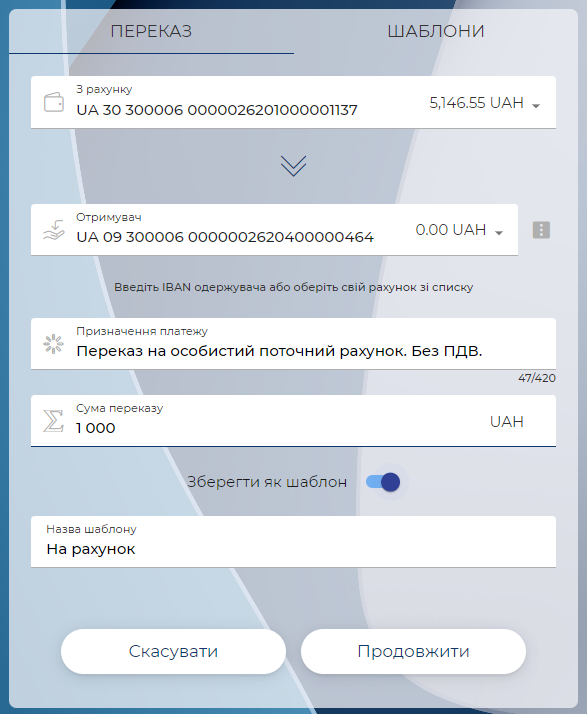 ПЕРЕКАЗ ШАБЛОНИ
З рахунку
UA 30 300006 0000026201000001137 5,146.55 UAH
Отримувач
UA 09 300006 0000002620400000464 0.00 UAH
Введіть IBAN одержувача або оберіть свій рахунок зі списку
Призначення платежу
Переказ на особистий поточний рахунок. Без ПДВ.
47/420
Сума переказу
1 000 UAH
Зберегти як шаблон
Назва шаблону
На рахунок
Скасувати Продовжити